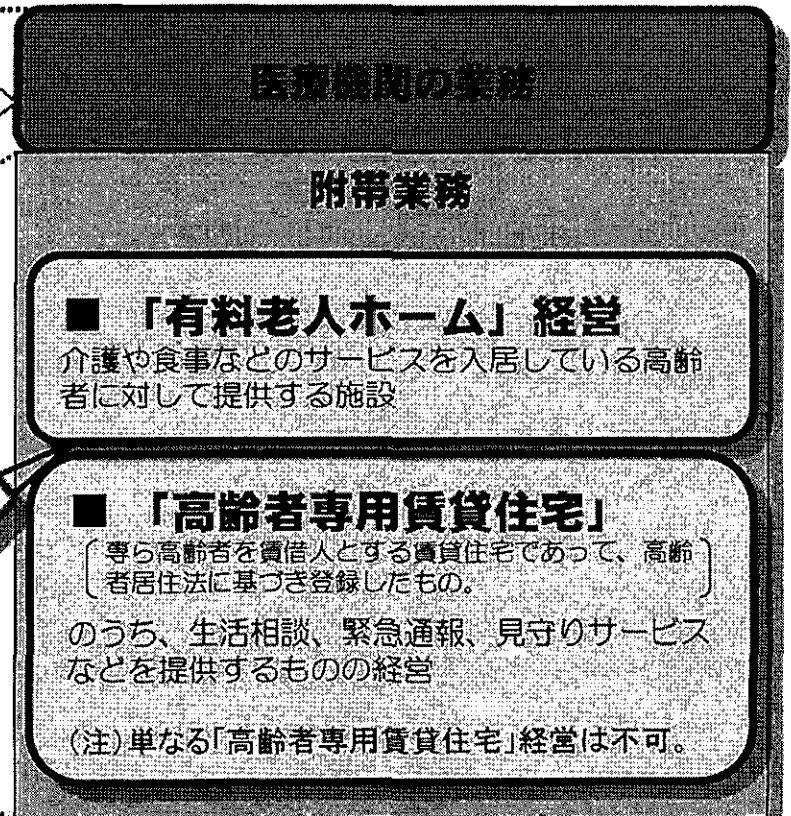 医療機関の業務
附帯業務
■ 「有料老人ホーム」経営
介護や食事などのサービスを入居している高齢
者に対して提供する施設
■ 「高齢者専用賃貸住宅」
専ら高齢者を賃借人とする賃貸住宅であって、高齢
者居住法に基づき登録したもの。
のうち、生活相談、緊急通報、見守りサービス
などを提供するものの経営
(注)単なる「高齢者専用賃貸住宅」経営は不可。